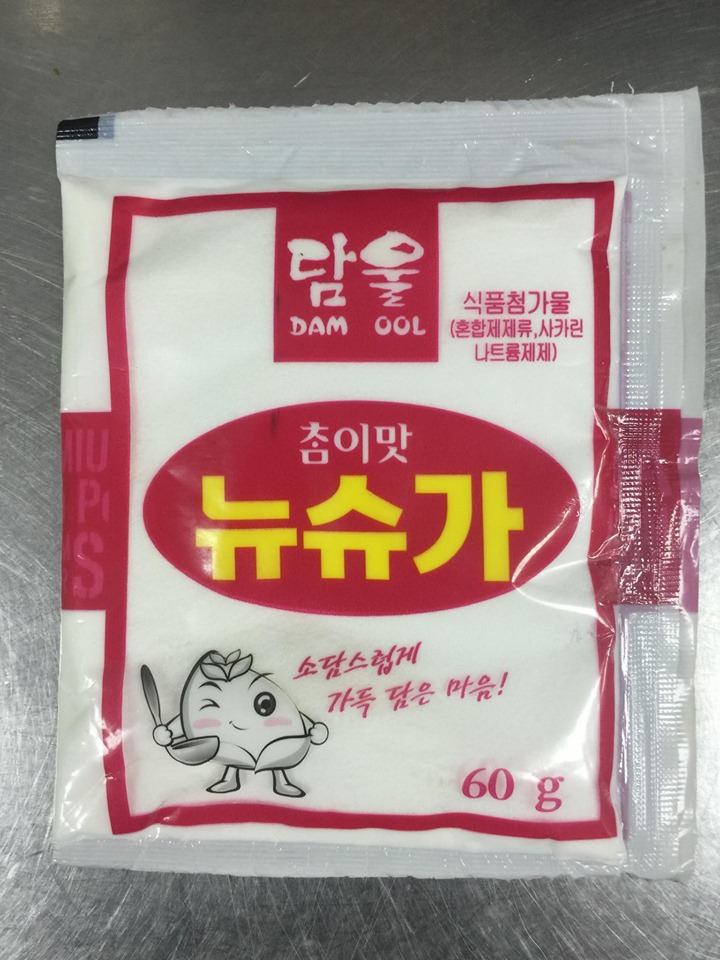 담울
DAM OOL
식품첨가물
(혼합제제류,사카린
나트륨제제)
참이맛
뉴슈가
소담스럽게
가득 담은 마음!
60 g